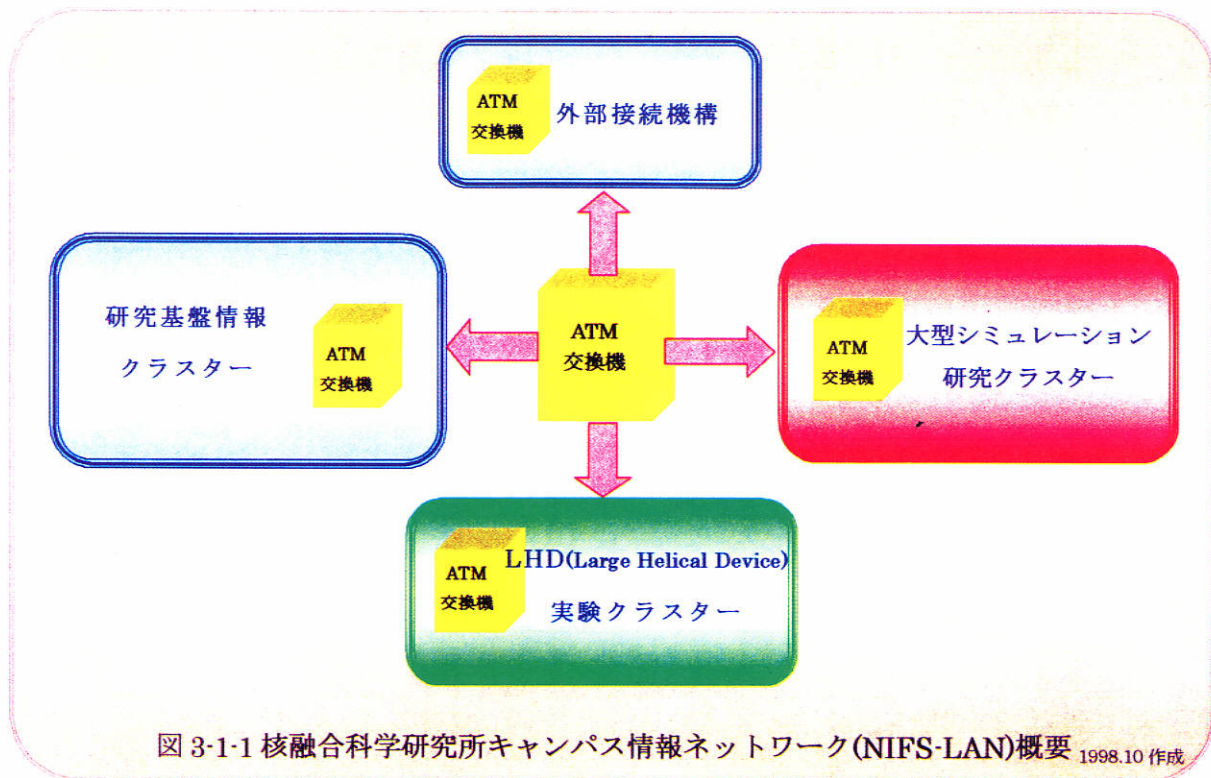 ATM
交換機
外部接続機構
研究基盤情報
クラスター
ATM
交換機
ATM
交換機
ATM
交換機
大型シミュレーション
研究クラスター
ATM
交換機
LHD(Large Helical Device)
実験クラスター
図 3-1-1 核融合科学研究所キャンパス情報ネットワーク(NIFS-LAN)概要 1998.10 作成